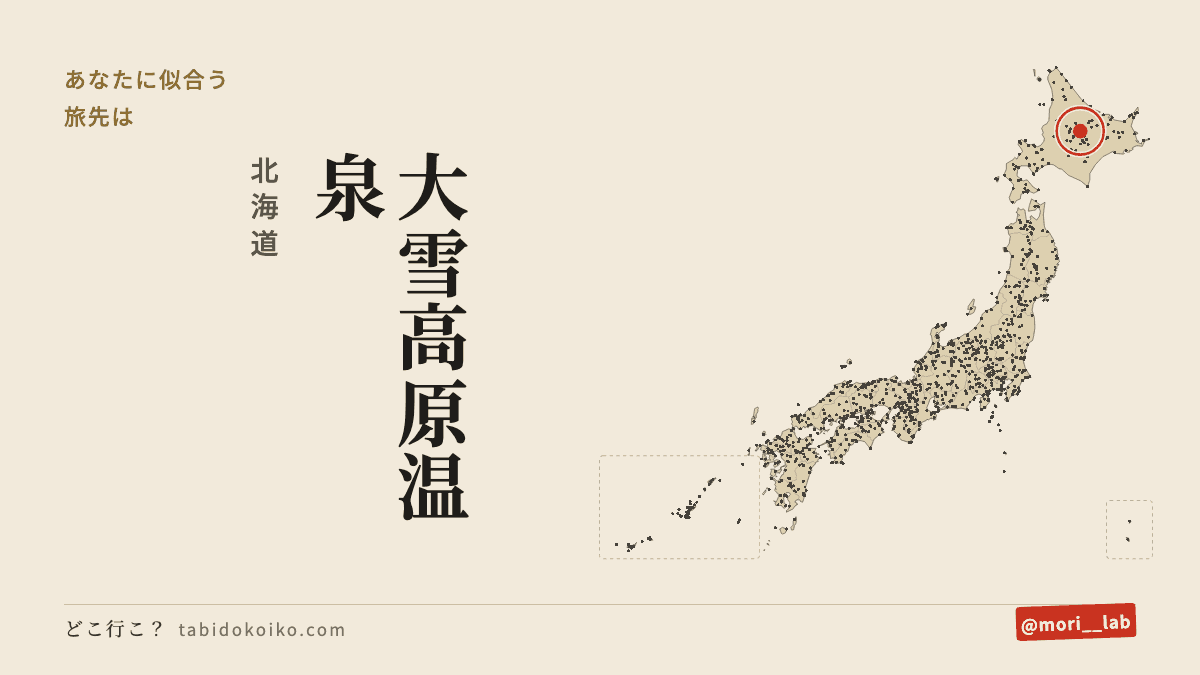 あなたに似合う
旅先は
大雪高原温
泉
北海道
どこ行こ？ tabidokoiko.com
@mori__lab